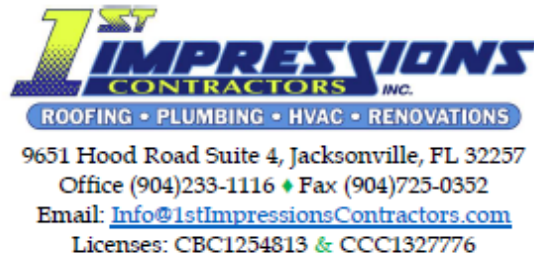 1ST
IMPRESSIONS
CONTRACTORS INC.
ROOFING • PLUMBING • HVAC • RENOVATIONS
9651 Hood Road Suite 4, Jacksonville, FL 32257
Office (904)233-1116 ♦ Fax (904)725-0352
Email: Info@1stImpressionsContractors.com
Licenses: CBC1254813 & CCC1327776